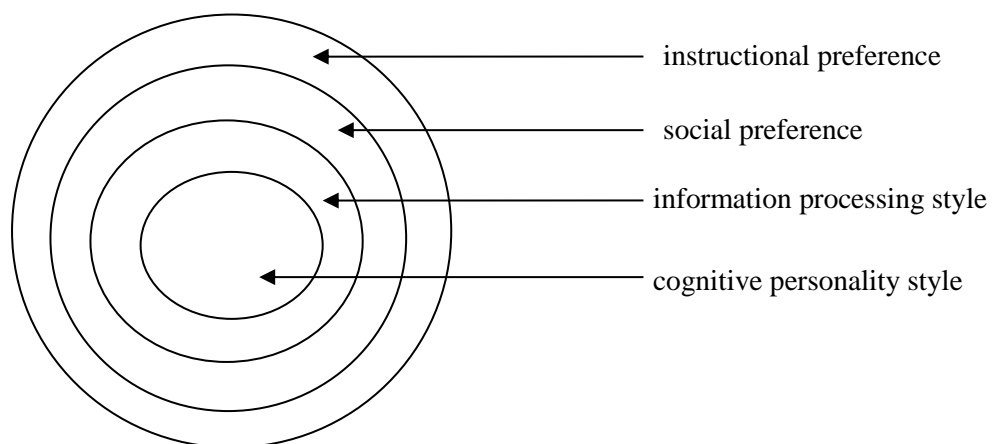 instructional preference
social preference
information processing style
cognitive personality style